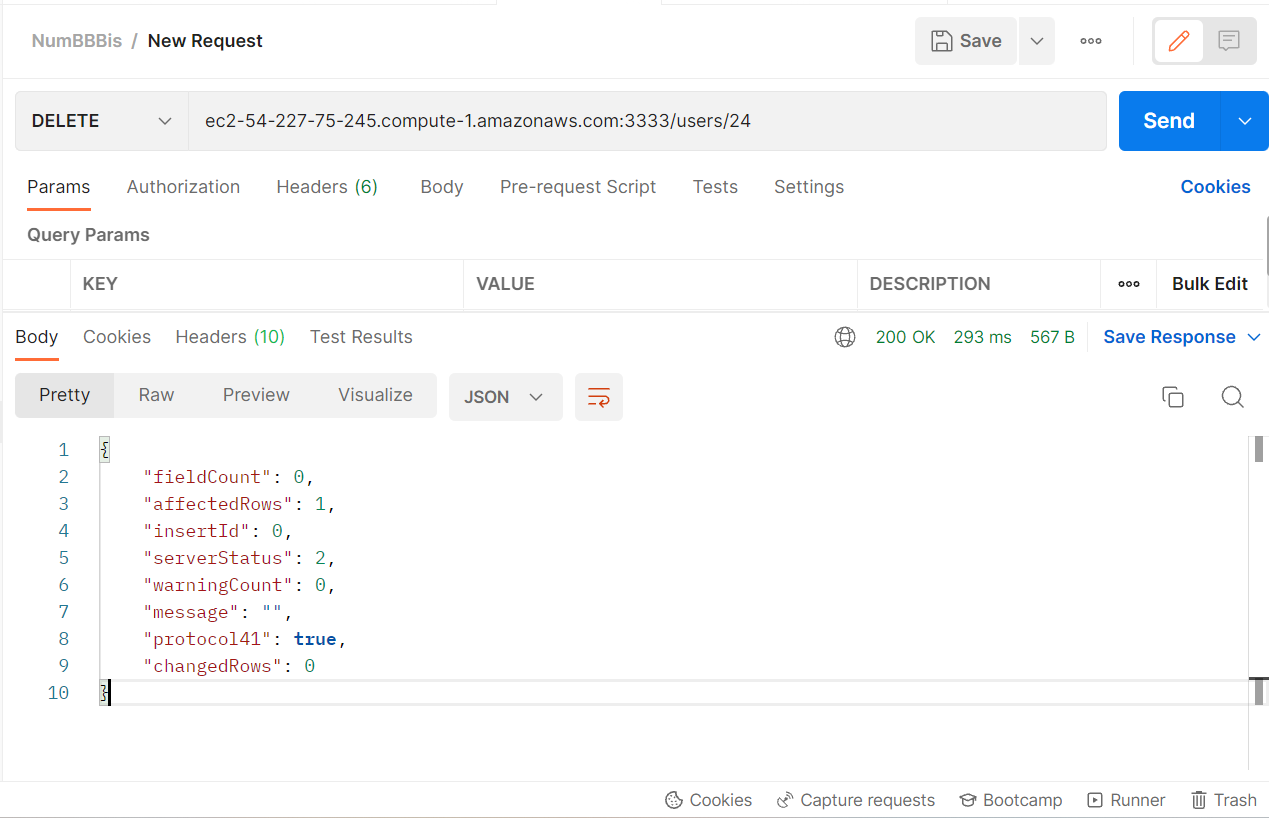 NumBBBis / New Request Save
DELETE ec2-54-227-75-245.compute-1.amazonaws.com:3333/users/24 Send
Params Authorization Headers (6) Body Pre-request Script Tests Settings Cookies
Query Params
KEY VALUE DESCRIPTION Bulk Edit
Body Cookies Headers (10) Test Results 200 OK 293 ms 567 B Save Response
Pretty Raw Preview Visualize JSON
1 {
2 "fieldCount": 0,
3 "affectedRows": 1,
4 "insertId": 0,
5 "serverStatus": 2,
6 "warningCount": 0,
7 "message": "",
8 "protocol41": true,
9 "changedRows": 0
10 }
Cookies Capture requests Bootcamp Runner Trash